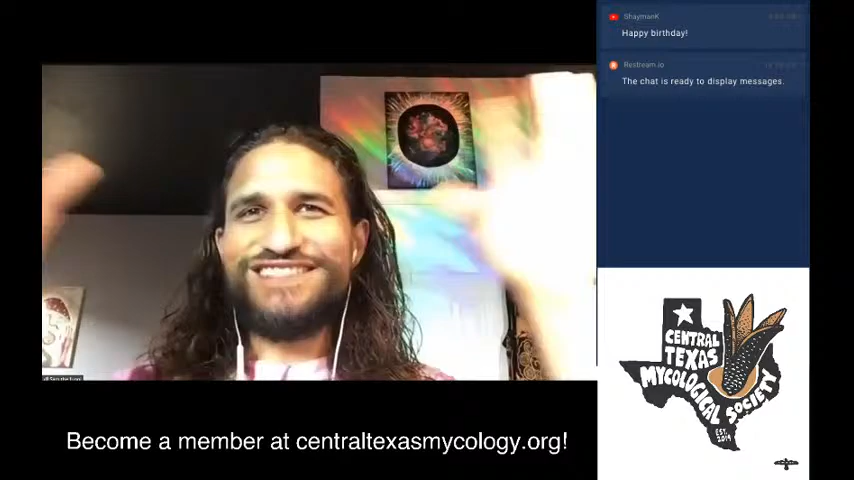 ShaymanK
Happy birthday!
Restream.io
The chat is ready to display messages.
CENTRAL
TEXAS
MYCOLOGICAL
SOCIETY
EST.
2019
Become a member at centraltexasmycology.org!